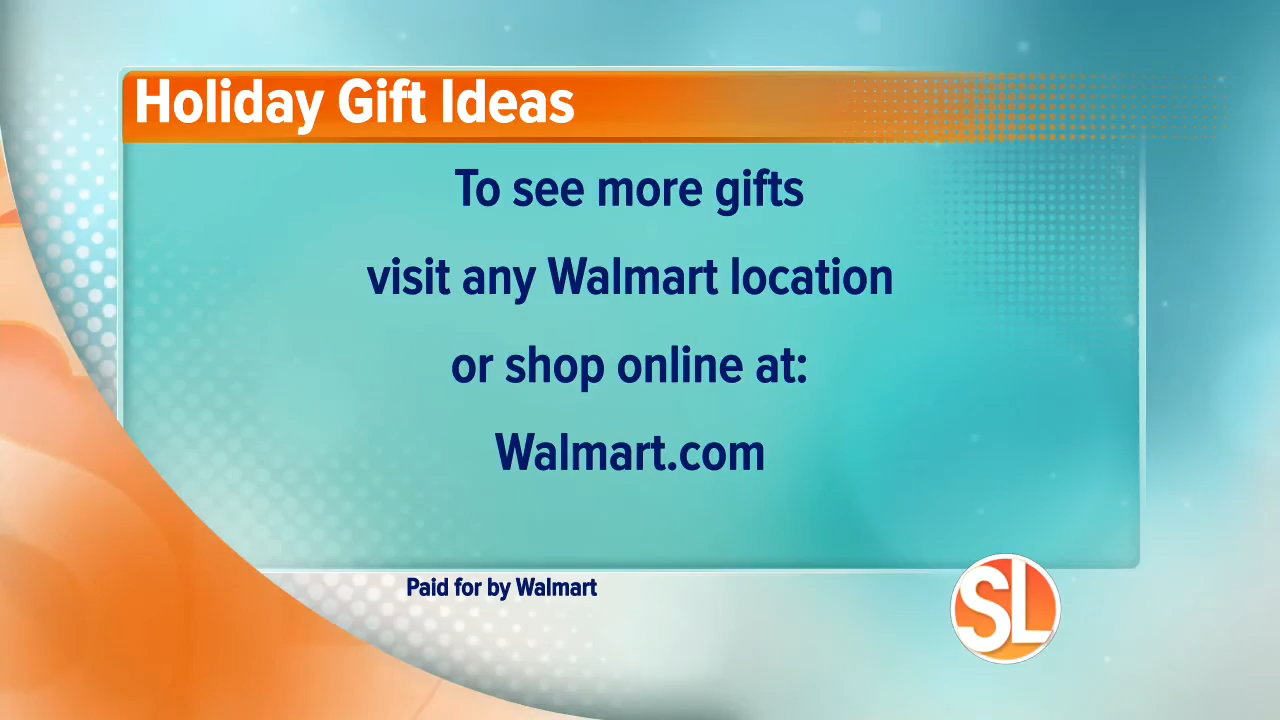 Holiday Gift Ideas
To see more gifts
visit any Walmart location
or shop online at:
Walmart.com
Paid for by Walmart
SL